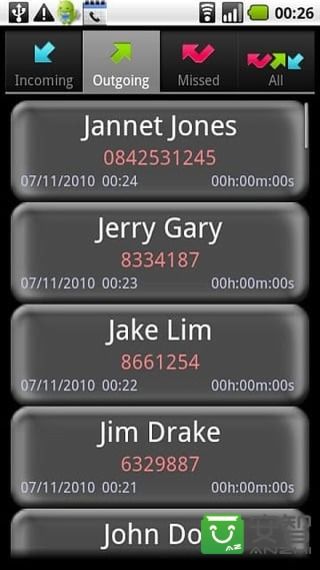 00:26
Incoming
Outgoing
Missed
All
Jannet Jones
0842531245
07/11/2010 00:24 00h:00m:00s
Jerry Gary
8334187
07/11/2010 00:23 00h:00m:00s
Jake Lim
8661254
07/11/2010 00:22 00h:00m:00s
Jim Drake
6329887
07/11/2010 00:21 00h:00m:00s
John Do
AZ
安智
ANZHI